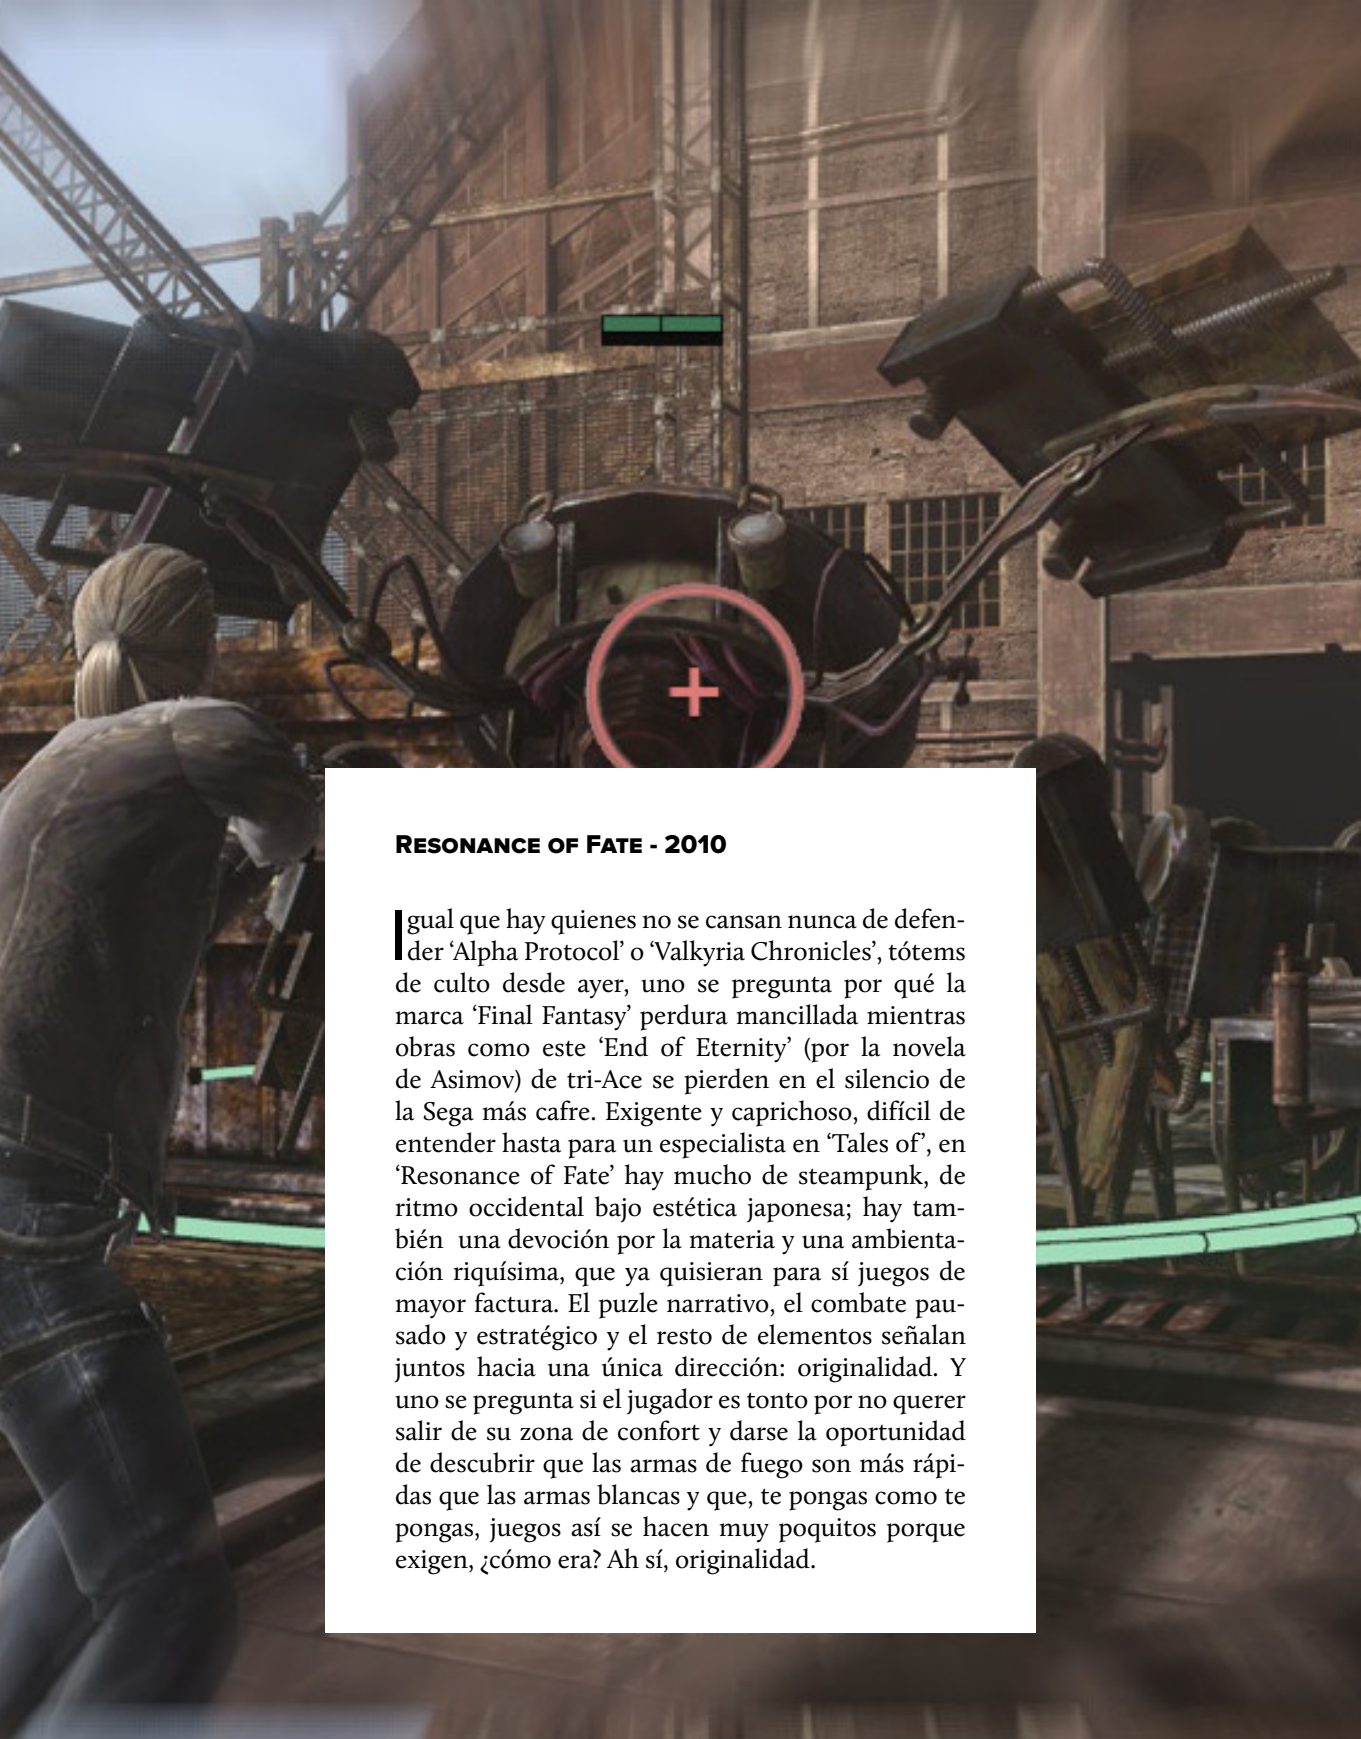 Resonance of Fate - 2010
Igual que hay quienes no se cansan nunca de defen-
der ‘Alpha Protocol’ o ‘Valkyria Chronicles’, tótems
de culto desde ayer, uno se pregunta por qué la
marca ‘Final Fantasy’ perdura mancillada mientras
obras como este ‘End of Eternity’ (por la novela
de Asimov) de tri-Ace se pierden en el silencio de
la Sega más cafre. Exigente y caprichoso, difícil de
entender hasta para un especialista en ‘Tales of’, en
‘Resonance of Fate’ hay mucho de steampunk, de
ritmo occidental bajo estética japonesa; hay tam-
bién una devoción por la materia y una ambienta-
ción riquísima, que ya quisieran para sí juegos de
mayor factura. El puzle narrativo, el combate pau-
sado y estratégico y el resto de elementos señalan
juntos hacia una única dirección: originalidad. Y
uno se pregunta si el jugador es tonto por no querer
salir de su zona de confort y darse la oportunidad
de descubrir que las armas de fuego son más rápi-
das que las armas blancas y que, te pongas como te
pongas, juegos así se hacen muy poquitos porque
exigen, ¿cómo era? Ah sí, originalidad.